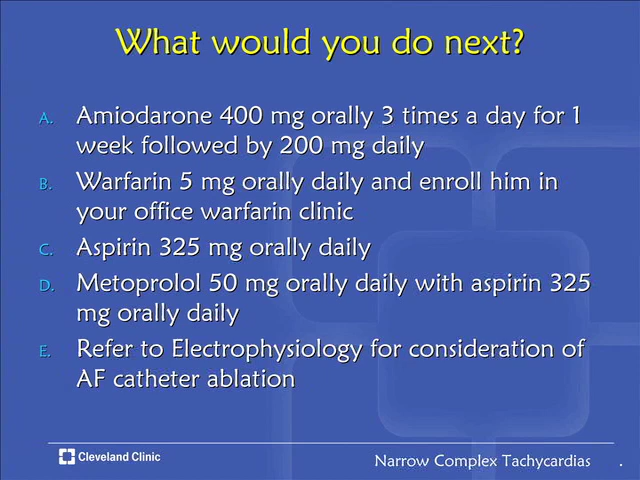 What would you do next?
A. Amiodarone 400 mg orally 3 times a day for 1
week followed by 200 mg daily
B. Warfarin 5 mg orally daily and enroll him in
your office warfarin clinic
C. Aspirin 325 mg orally daily
D. Metoprolol 50 mg orally daily with aspirin 325
mg orally daily
E. Refer to Electrophysiology for consideration of
AF catheter ablation
Cleveland Clinic
Narrow Complex Tachycardias .